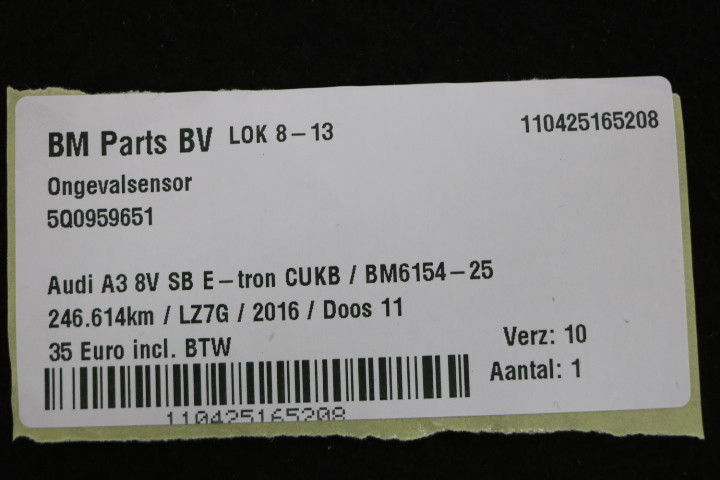 BM Parts BV LOK 8-13 110425165208
Ongevalsensor
5Q0959651
Audi A3 8V SB E-tron CUKB / BM6154-25
246.614km / LZ7G / 2016 / Doos 11
35 Euro incl. BTW Verz: 10
Aantal: 1
110425165208